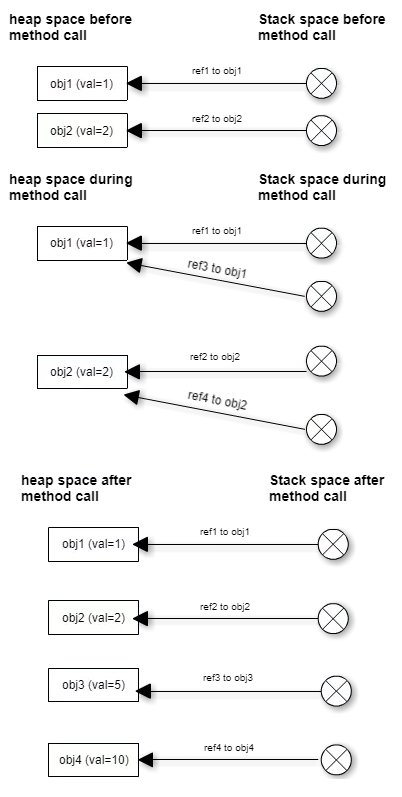 heap space before
method call
Stack space before
method call
obj1 (val=1)
ref1 to obj1
obj2 (val=2)
ref2 to obj2
heap space during
method call
Stack space during
method call
obj1 (val=1)
ref1 to obj1
ref3 to obj1
obj2 (val=2)
ref2 to obj2
ref4 to obj2
heap space after
method call
Stack space after
method call
obj1 (val=1)
ref1 to obj1
obj2 (val=2)
ref2 to obj2
obj3 (val=5)
ref3 to obj3
obj4 (val=10)
ref4 to obj4